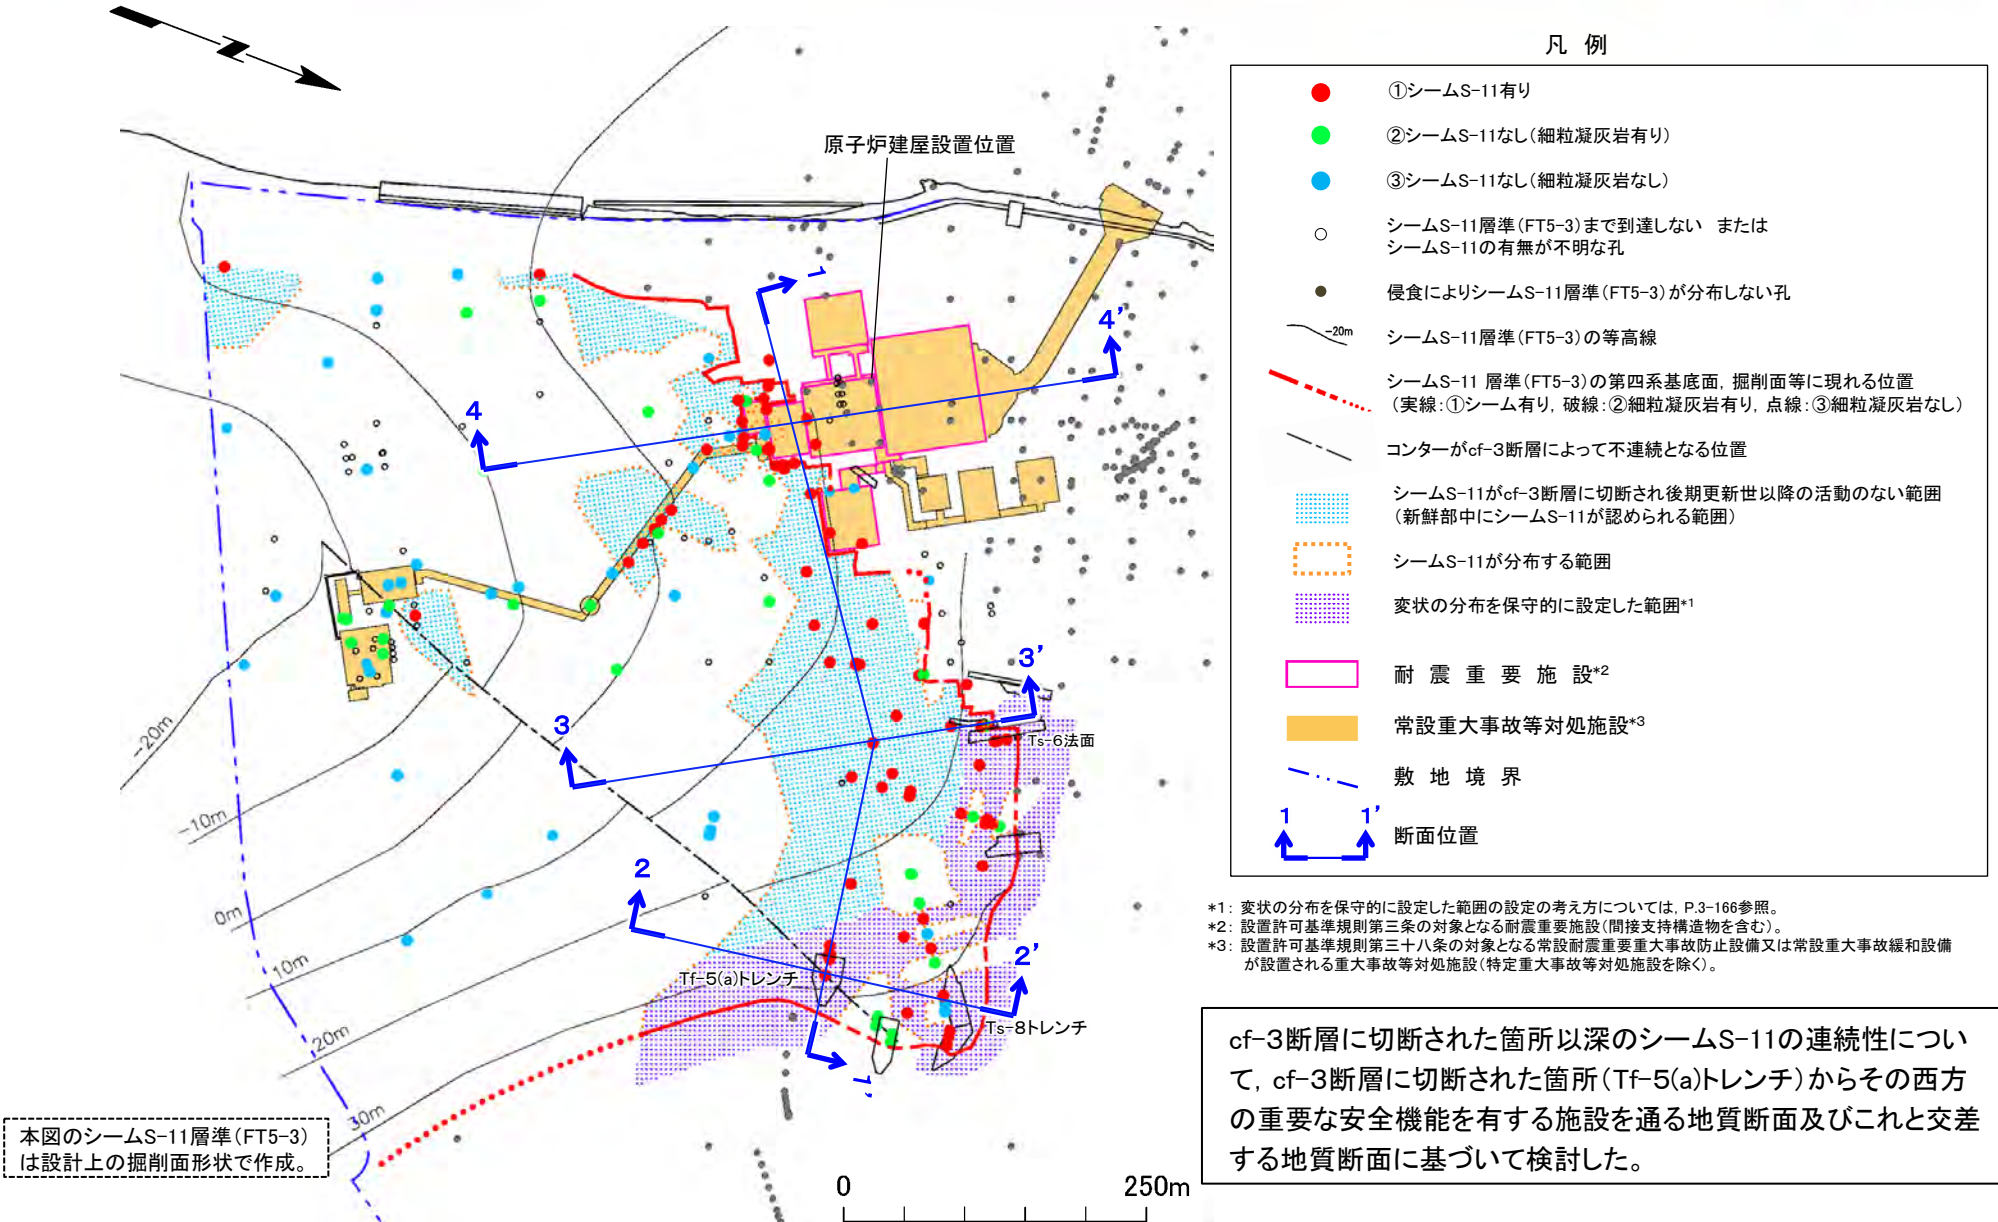 原子炉建屋設置位置
1
4’
4
3’
3
Ts-6法面
2
2’
Tf-5(a)トレンチ
Ts-8トレンチ
1’
-20m
-10m
0m
10m
20m
30m
本図のシームS-11層準(FT5-3)
は設計上の掘削面形状で作成。
0 250m
凡 例
①シームS-11有り
②シームS-11なし(細粒凝灰岩有り)
③シームS-11なし(細粒凝灰岩なし)
シームS-11層準(FT5-3)まで到達しない または
シームS-11の有無が不明な孔
侵食によりシームS-11層準(FT5-3)が分布しない孔
-20m シームS-11層準(FT5-3)の等高線
シームS-11 層準(FT5-3)の第四系基底面, 掘削面等に現れる位置
(実線:①シーム有り, 破線:②細粒凝灰岩有り, 点線:③細粒凝灰岩なし)
コンターがcf-3断層によって不連続となる位置
シームS-11がcf-3断層に切断され後期更新世以降の活動のない範囲
(新鮮部中にシームS-11が認められる範囲)
シームS-11が分布する範囲
変状の分布を保守的に設定した範囲*1
耐 震 重 要 施 設*2
常設重大事故等対処施設*3
敷 地 境 界
1 1’ 断面位置
*1: 変状の分布を保守的に設定した範囲の設定の考え方については, P.3-166参照。
*2: 設置許可基準規則第三条の対象となる耐震重要施設(間接支持構造物を含む)。
*3: 設置許可基準規則第三十八条の対象となる常設耐震重要重大事故防止設備又は常設重大事故緩和設備
が設置される重大事故等対処施設(特定重大事故等対処施設を除く)。
cf-3断層に切断された箇所以深のシームS-11の連続性につい
て, cf-3断層に切断された箇所(Tf-5(a)トレンチ)からその西方
の重要な安全機能を有する施設を通る地質断面及びこれと交差
する地質断面に基づいて検討した。